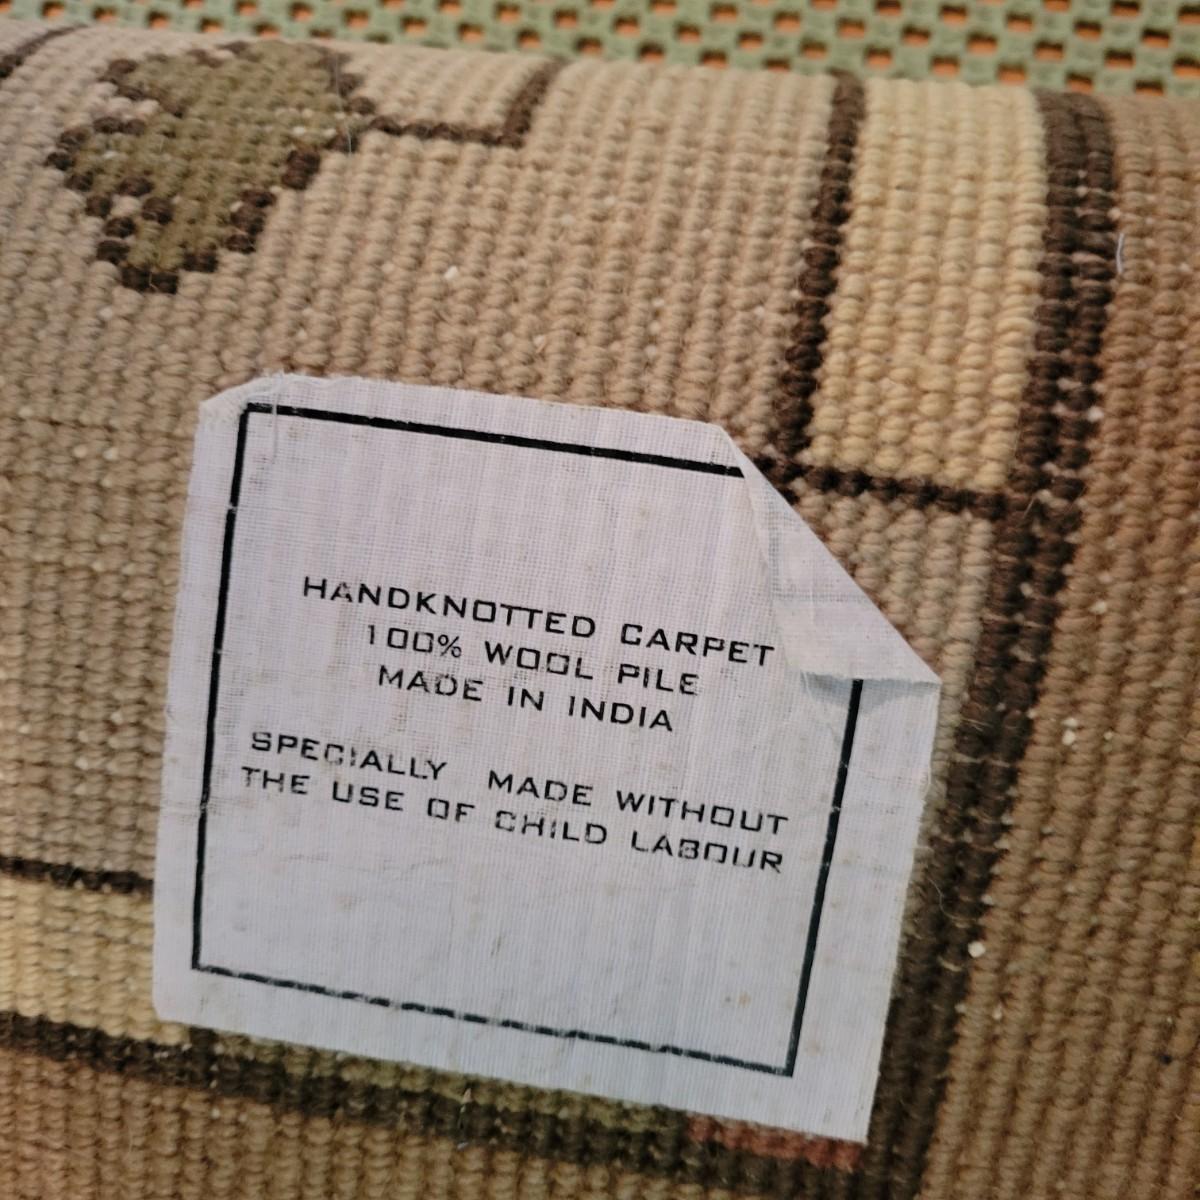 HANDKNOTTED CARPET
100% WOOL PILE
MADE IN INDIA
SPECIALLY MADE WITHOUT
THE USE OF CHILD LABOUR